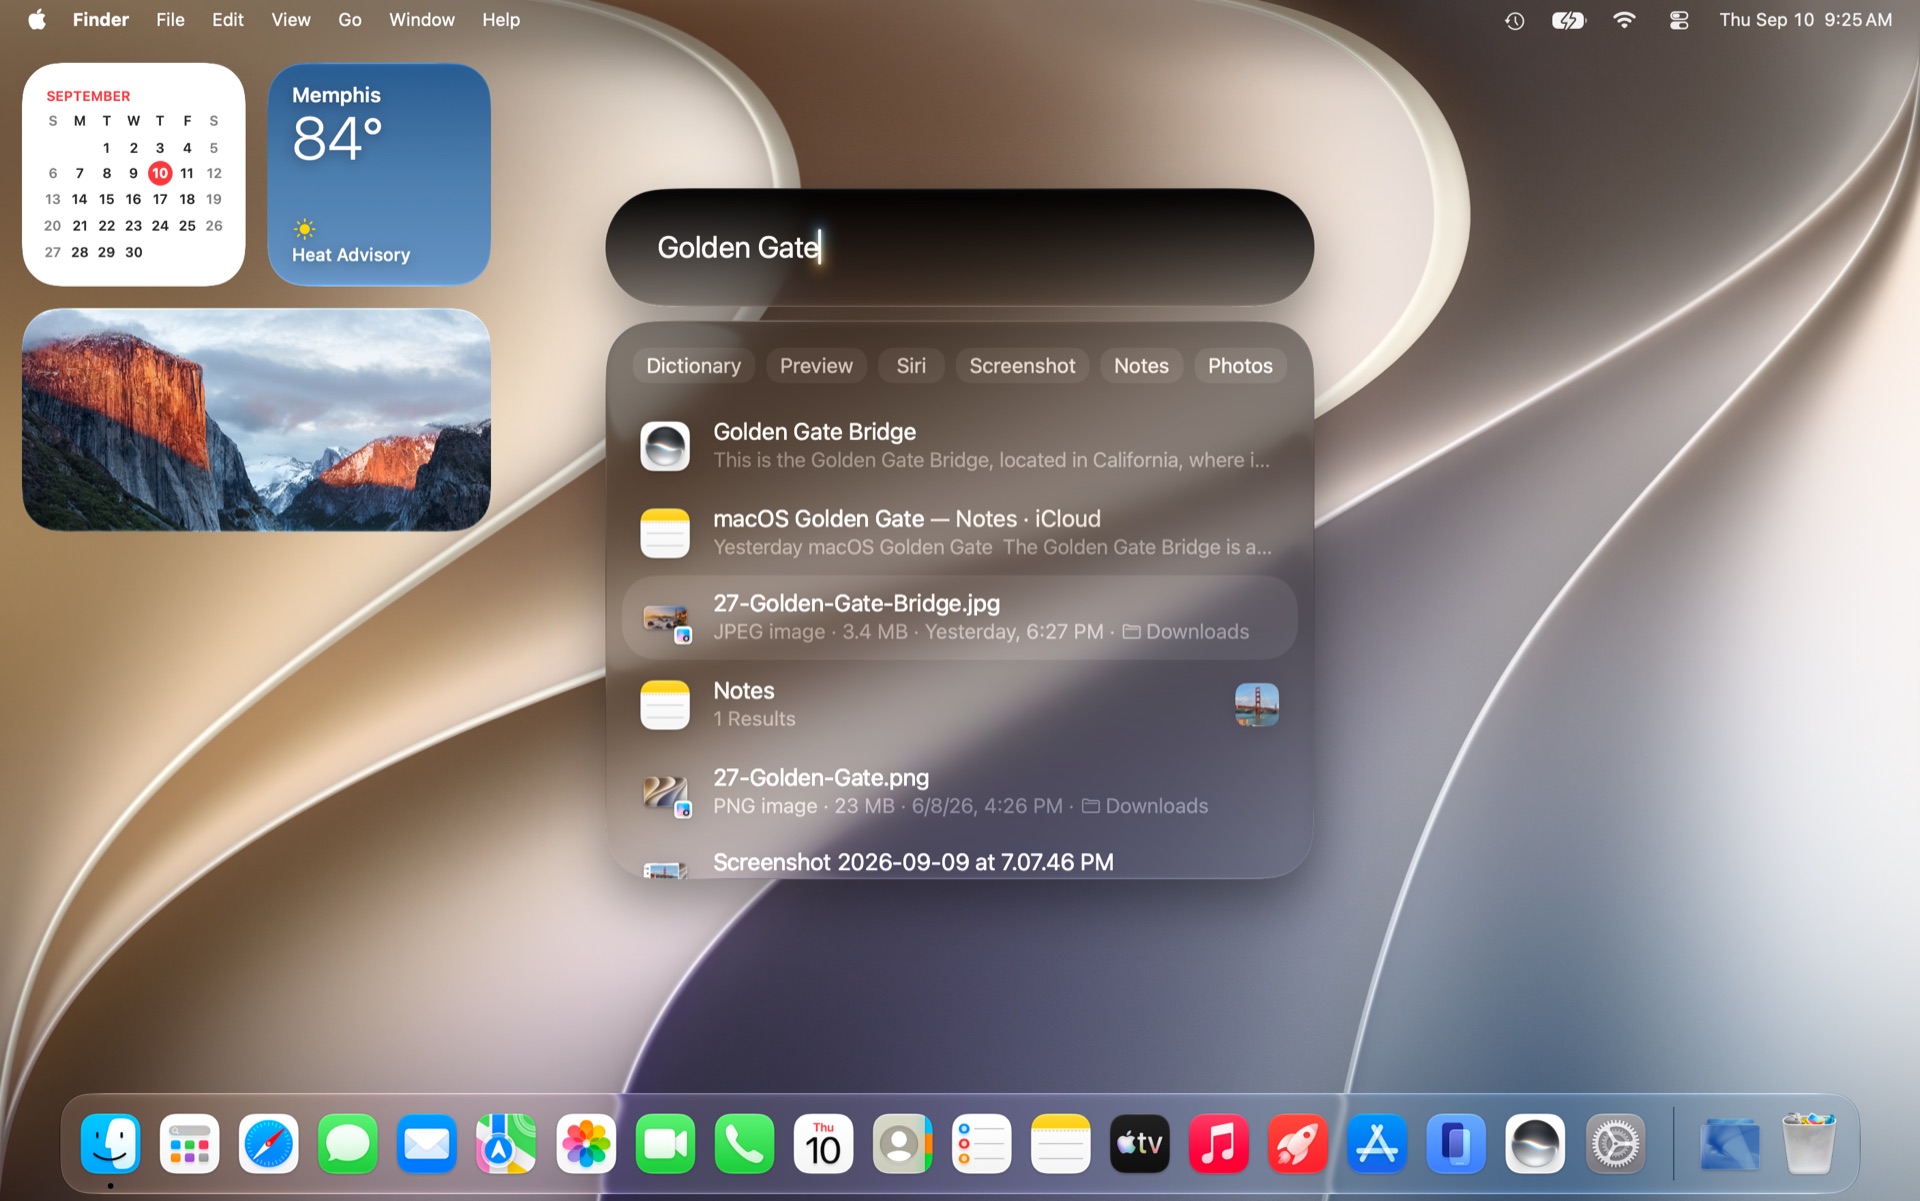 Finder File Edit View Go Window Help
Thu Sep 10 9:25 AM
SEPTEMBER
S M T W T F S
1 2 3 4 5
6 7 8 9 10 11 12
13 14 15 16 17 18 19
20 21 22 23 24 25 26
27 28 29 30
Memphis
84°
Heat Advisory
Golden Gate
Dictionary Preview Siri Screenshot Notes Photos
Golden Gate Bridge
This is the Golden Gate Bridge, located in California, where i...
macOS Golden Gate — Notes · iCloud
Yesterday macOS Golden Gate The Golden Gate Bridge is a...
27-Golden-Gate-Bridge.jpg
JPEG image · 3.4 MB · Yesterday, 6:27 PM · Downloads
Notes
1 Results
27-Golden-Gate.png
PNG image · 23 MB · 6/8/26, 4:26 PM · Downloads
Screenshot 2026-09-09 at 7.07.46 PM
Thu
10
tv